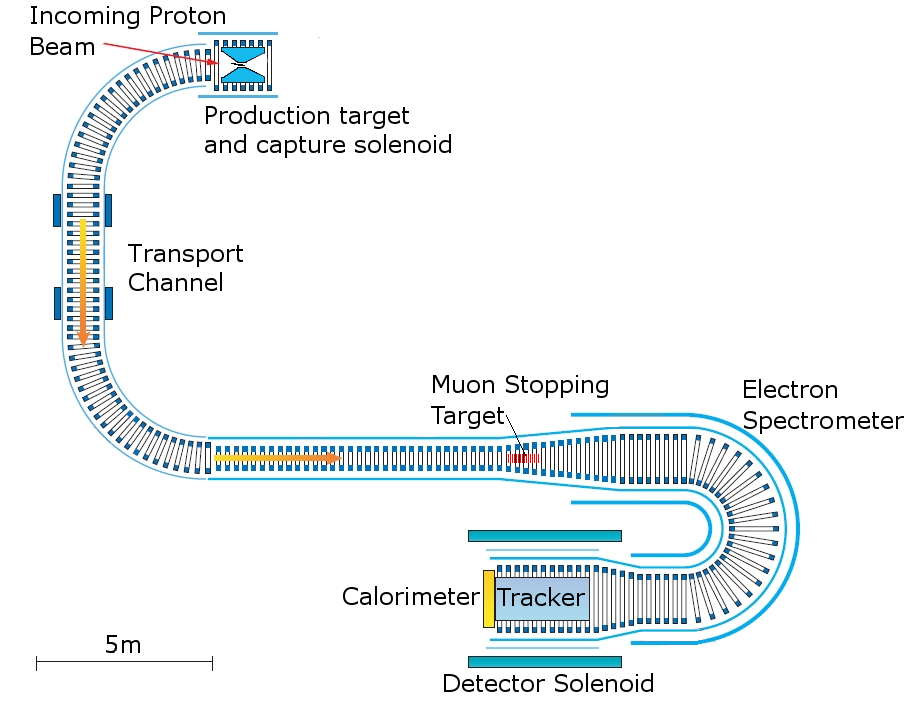 Incoming Proton
Beam
Production target
and capture solenoid
Transport
Channel
Muon Stopping
Target
Electron
Spectrometer
Calorimeter
Tracker
5m
Detector Solenoid